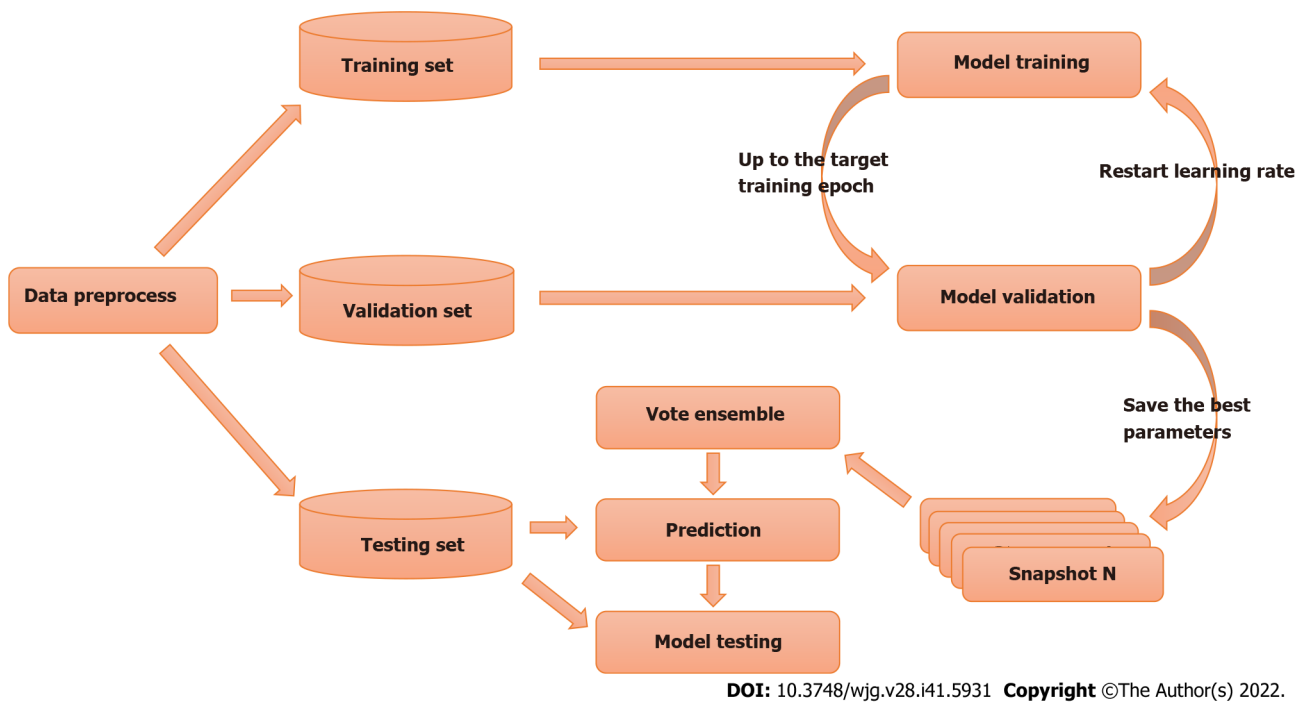 Training set
Model training
Up to the target
training epoch
Restart learning rate
Data preprocess
Validation set
Model validation
Vote ensemble
Save the best
parameters
Testing set
Prediction
Snapshot N
Model testing
DOI: 10.3748/wjg.v28.i41.5931 Copyright ©The Author(s) 2022.